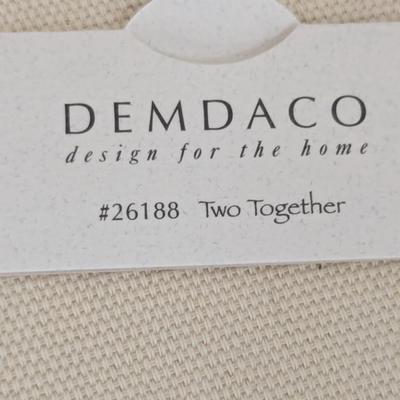 DEMDACO
design for the home
#26188 Two Together